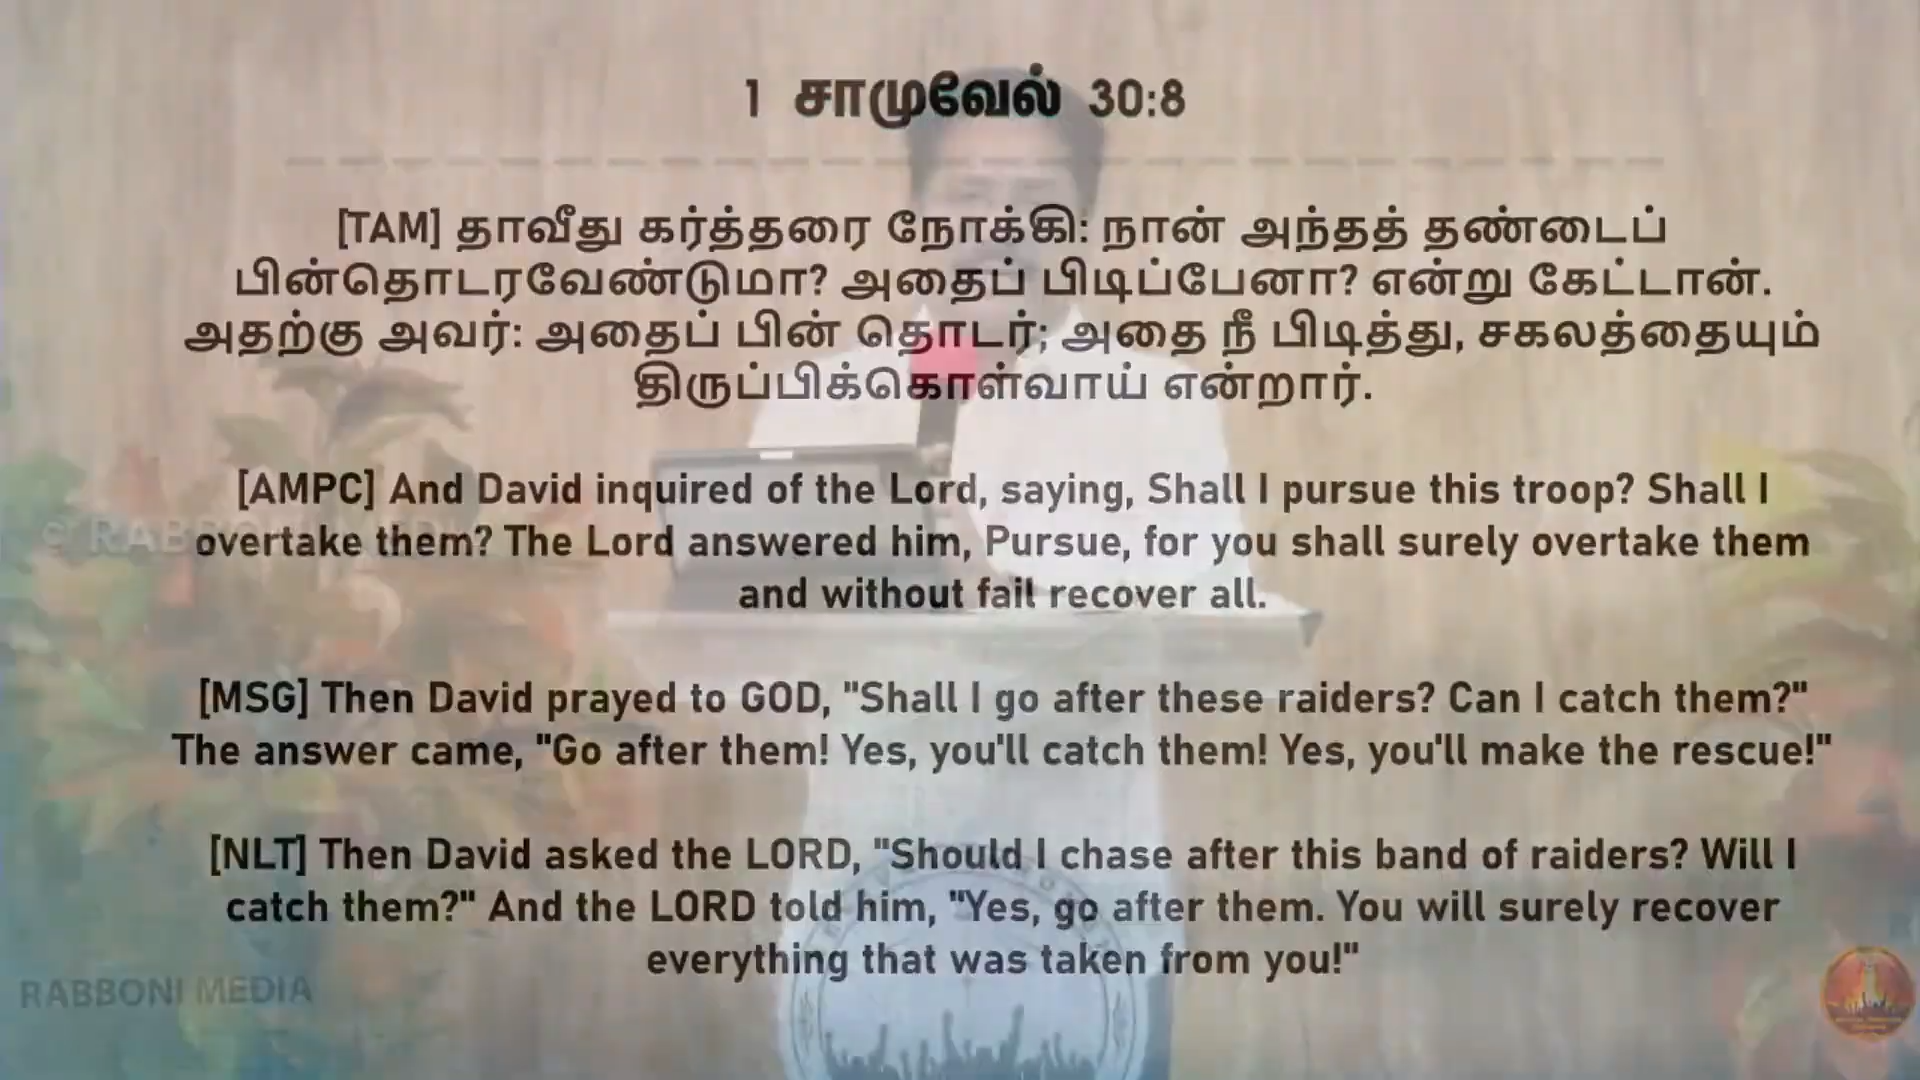 1 சாமுவேல் 30:8
[TAM] தாவீது கர்த்தரை நோக்கி: நான் அந்தத் தண்டைப்
பின்தொடரவேண்டுமா? அதைப் பிடிப்பேனா? என்று கேட்டான்.
அதற்கு அவர்: அதைப் பின் தொடர்; அதை நீ பிடித்து, சகலத்தையும்
திருப்பிக்கொள்வாய் என்றார்.
[AMPC] And David inquired of the Lord, saying, Shall I pursue this troop? Shall I
overtake them? The Lord answered him, Pursue, for you shall surely overtake them
and without fail recover all.
[MSG] Then David prayed to GOD, "Shall I go after these raiders? Can I catch them?"
The answer came, "Go after them! Yes, you'll catch them! Yes, you'll make the rescue!"
[NLT] Then David asked the LORD, "Should I chase after this band of raiders? Will I
catch them?" And the LORD told him, "Yes, go after them. You will surely recover
everything that was taken from you!"
RABBONI MEDIA